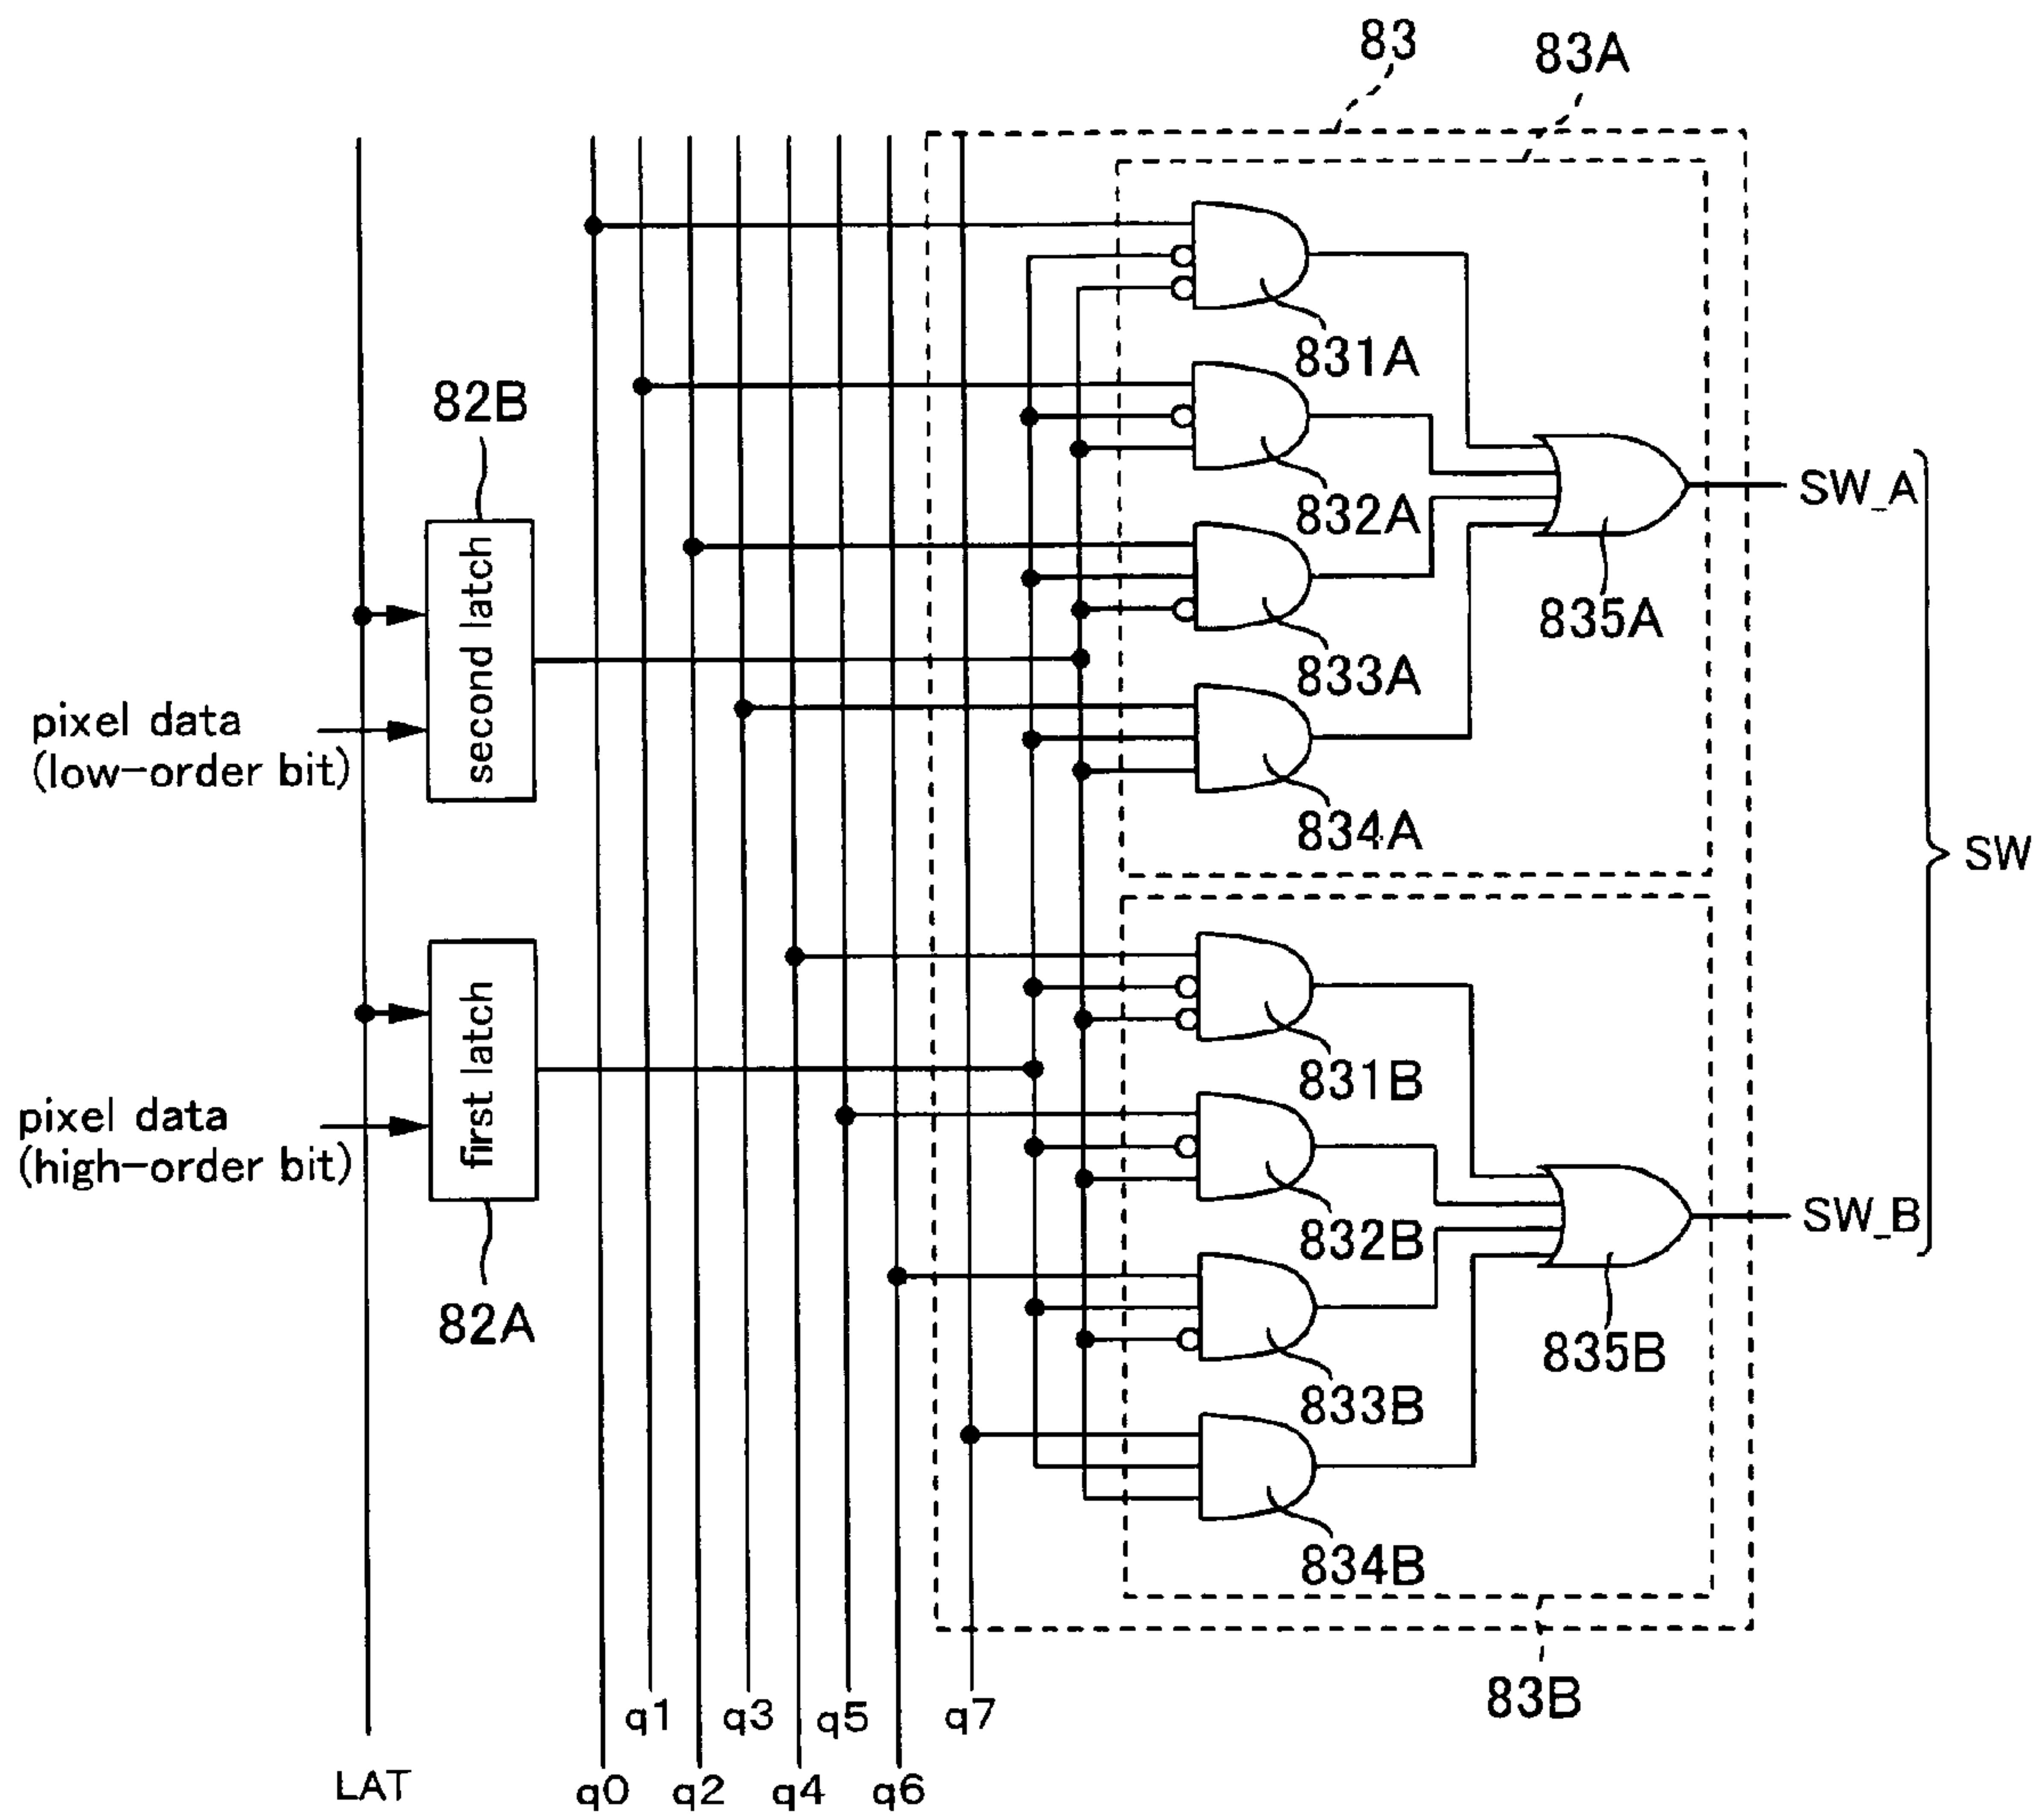 83
83A
82B
831A
832A
SW_A
second latch
835A
833A
pixel data
(low-order bit)
834A
SW
first latch
831B
pixel data
(high-order bit)
832B
SW_B
82A
835B
833B
834B
83B
q1
q3
q5
q7
LAT
q0
q2
q4
q6